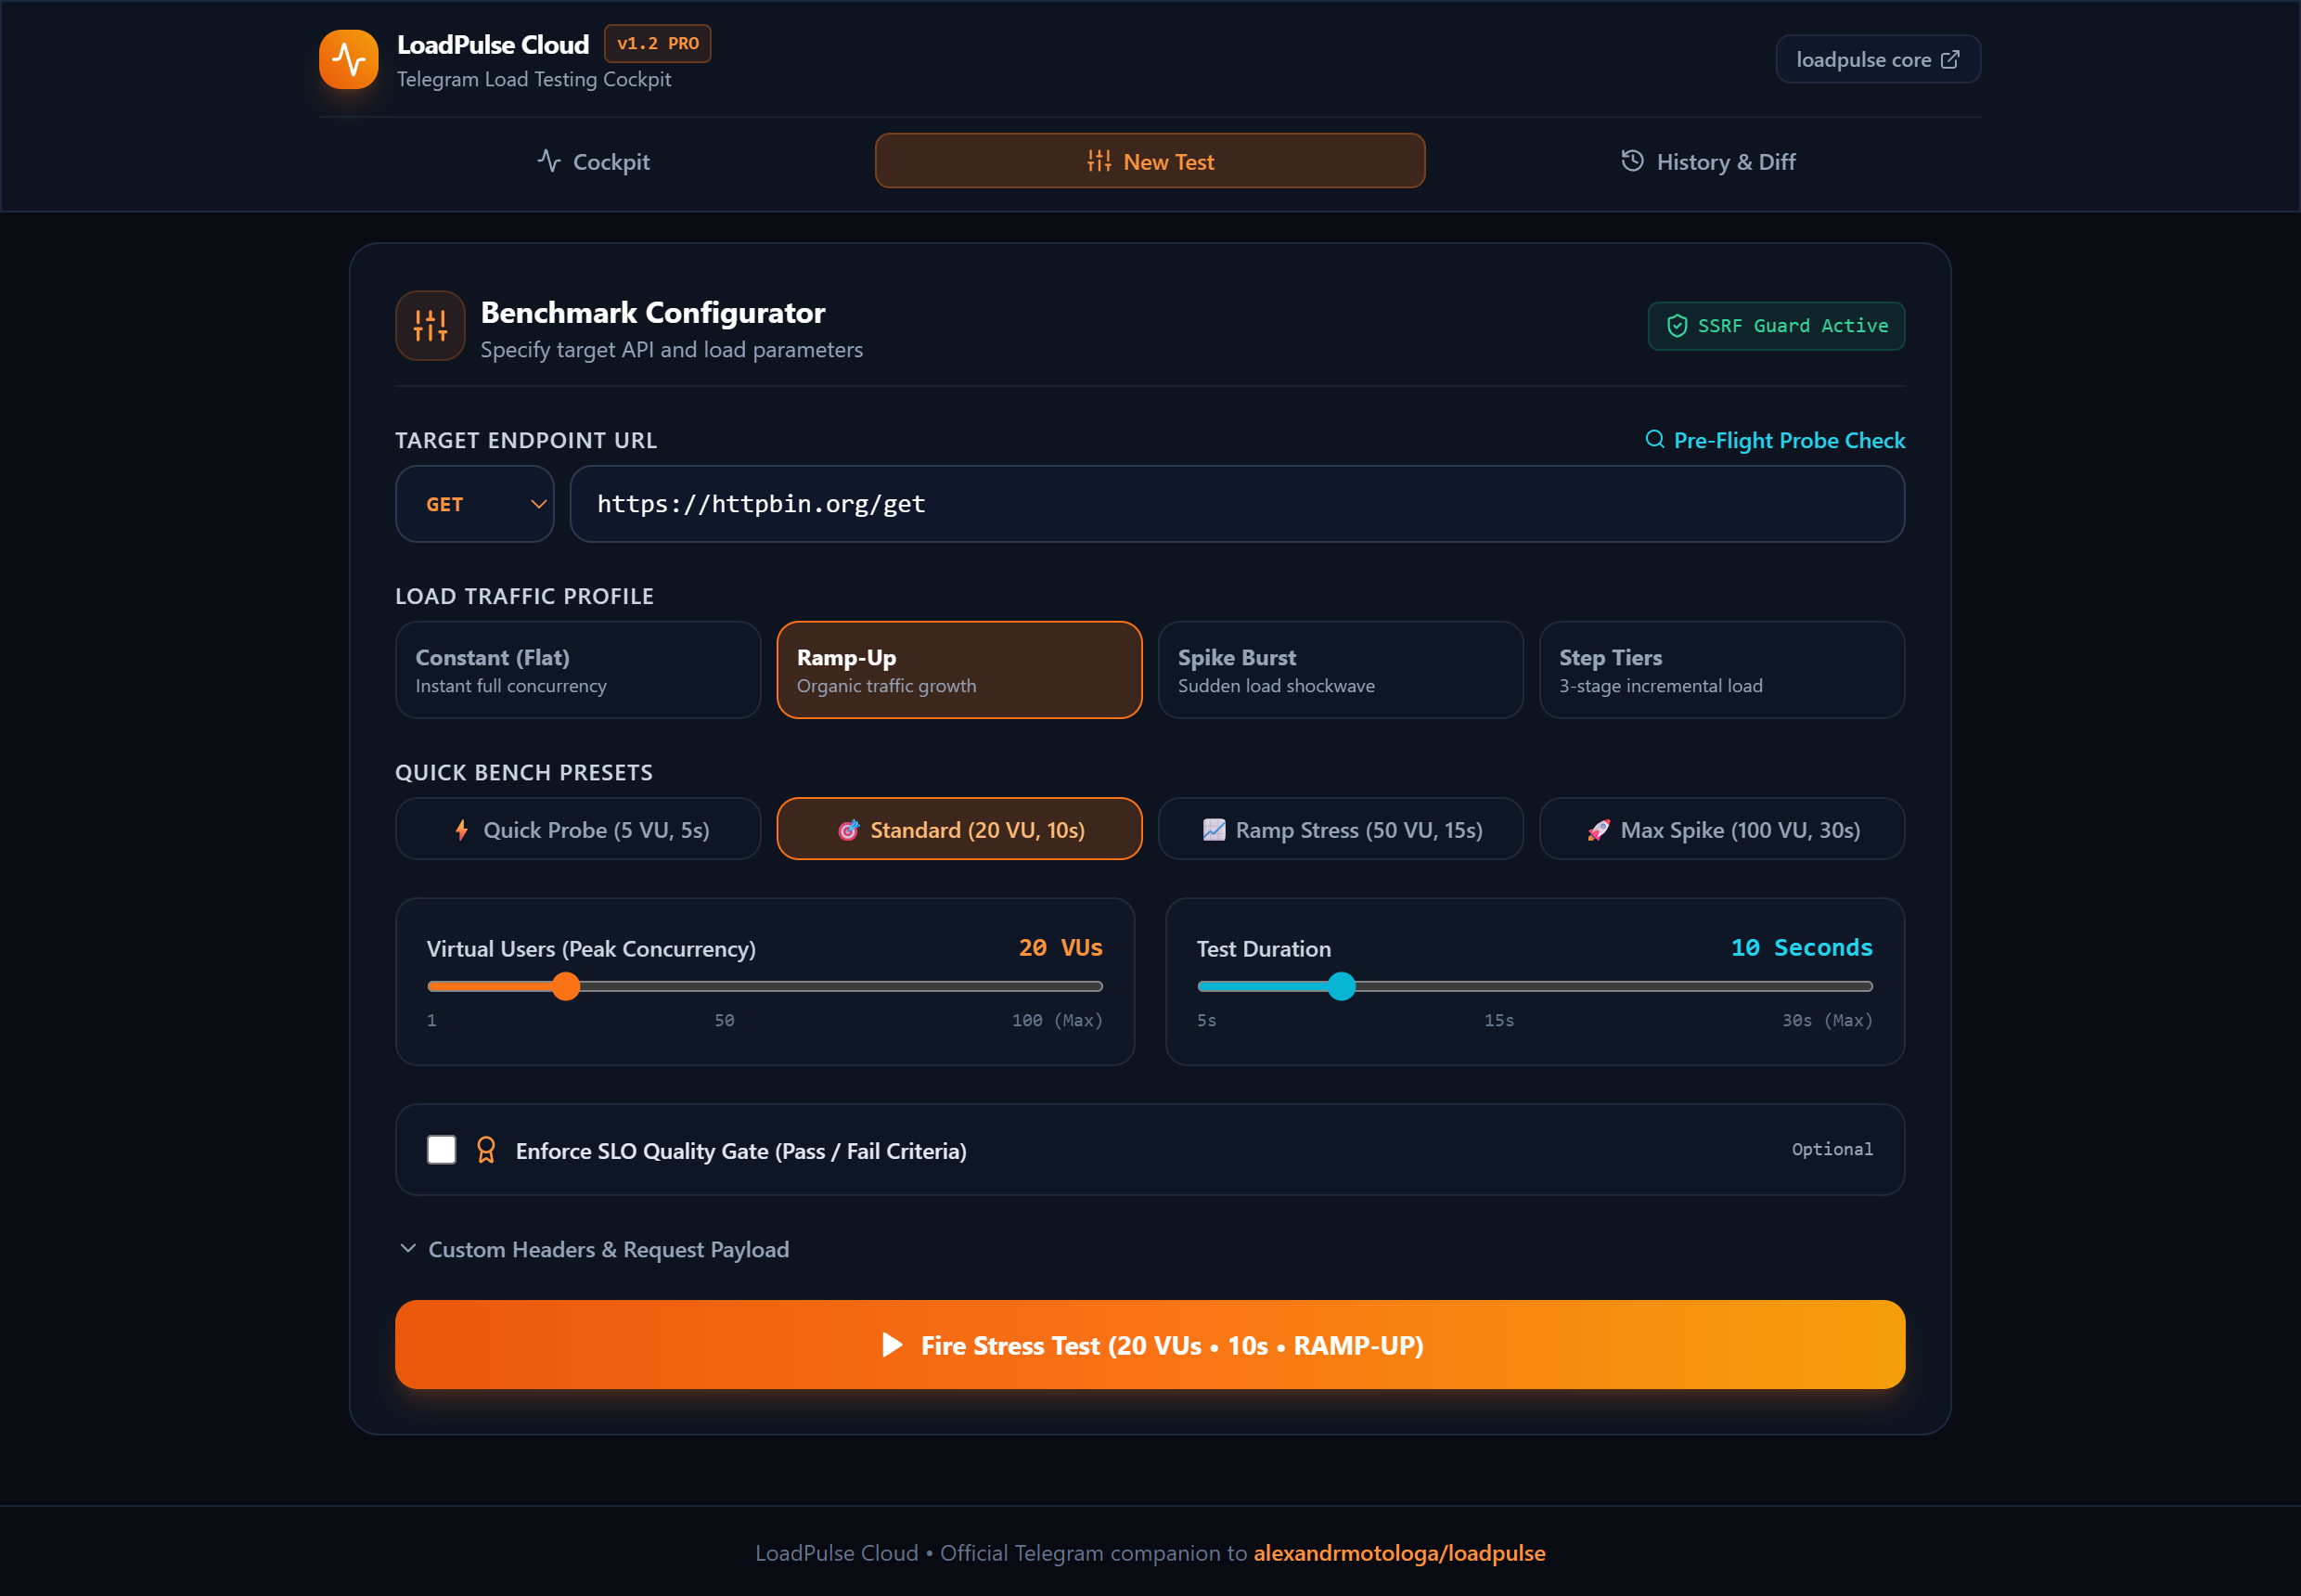 LoadPulse Cloud v1.2 PRO
Telegram Load Testing Cockpit
loadpulse core
Cockpit
New Test
History & Diff
Benchmark Configurator
Specify target API and load parameters
SSRF Guard Active
TARGET ENDPOINT URL
Pre-Flight Probe Check
GET
https://httpbin.org/get
LOAD TRAFFIC PROFILE
Constant (Flat)
Instant full concurrency
Ramp-Up
Organic traffic growth
Spike Burst
Sudden load shockwave
Step Tiers
3-stage incremental load
QUICK BENCH PRESETS
Quick Probe (5 VU, 5s)
Standard (20 VU, 10s)
Ramp Stress (50 VU, 15s)
Max Spike (100 VU, 30s)
Virtual Users (Peak Concurrency) 20 VUs
1 50 100 (Max)
Test Duration 10 Seconds
5s 15s 30s (Max)
Enforce SLO Quality Gate (Pass / Fail Criteria)
Optional
Custom Headers & Request Payload
Fire Stress Test (20 VUs • 10s • RAMP-UP)
LoadPulse Cloud • Official Telegram companion to alexandrmotologa/loadpulse